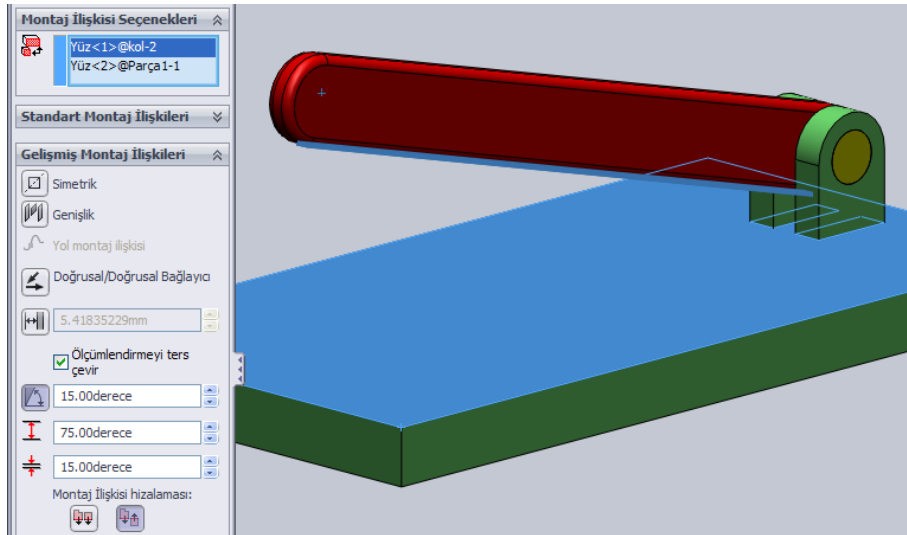 Montaj İlişkisi Seçenekleri
Yüz<1>@kol-2
Yüz<2>@Parça1-1
Standart Montaj İlişkileri
Gelişmiş Montaj İlişkileri
Simetrik
Genişlik
Yol montaj ilişkisi
Doğrusal/Doğrusal Bağlayıcı
5.41835229mm
Ölçümlendirmeyi ters
çevir
15.00derece
75.00derece
15.00derece
Montaj İlişkisi hizalaması: